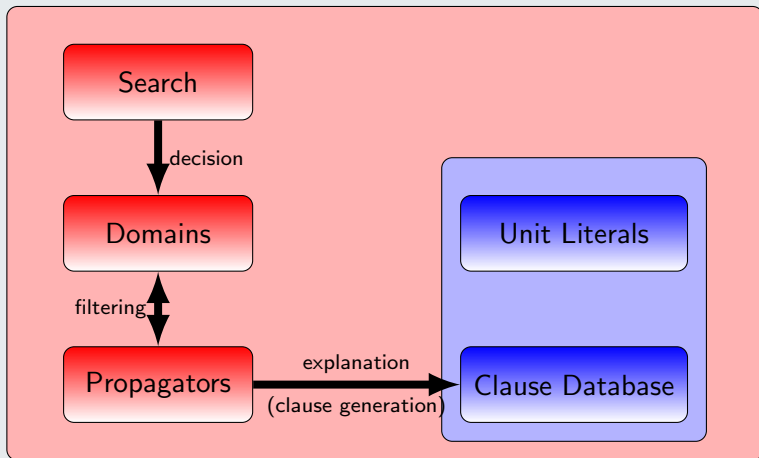 Search
decision
Domains
Unit Literals
filtering
Propagators
explanation
(clause generation)
Clause Database